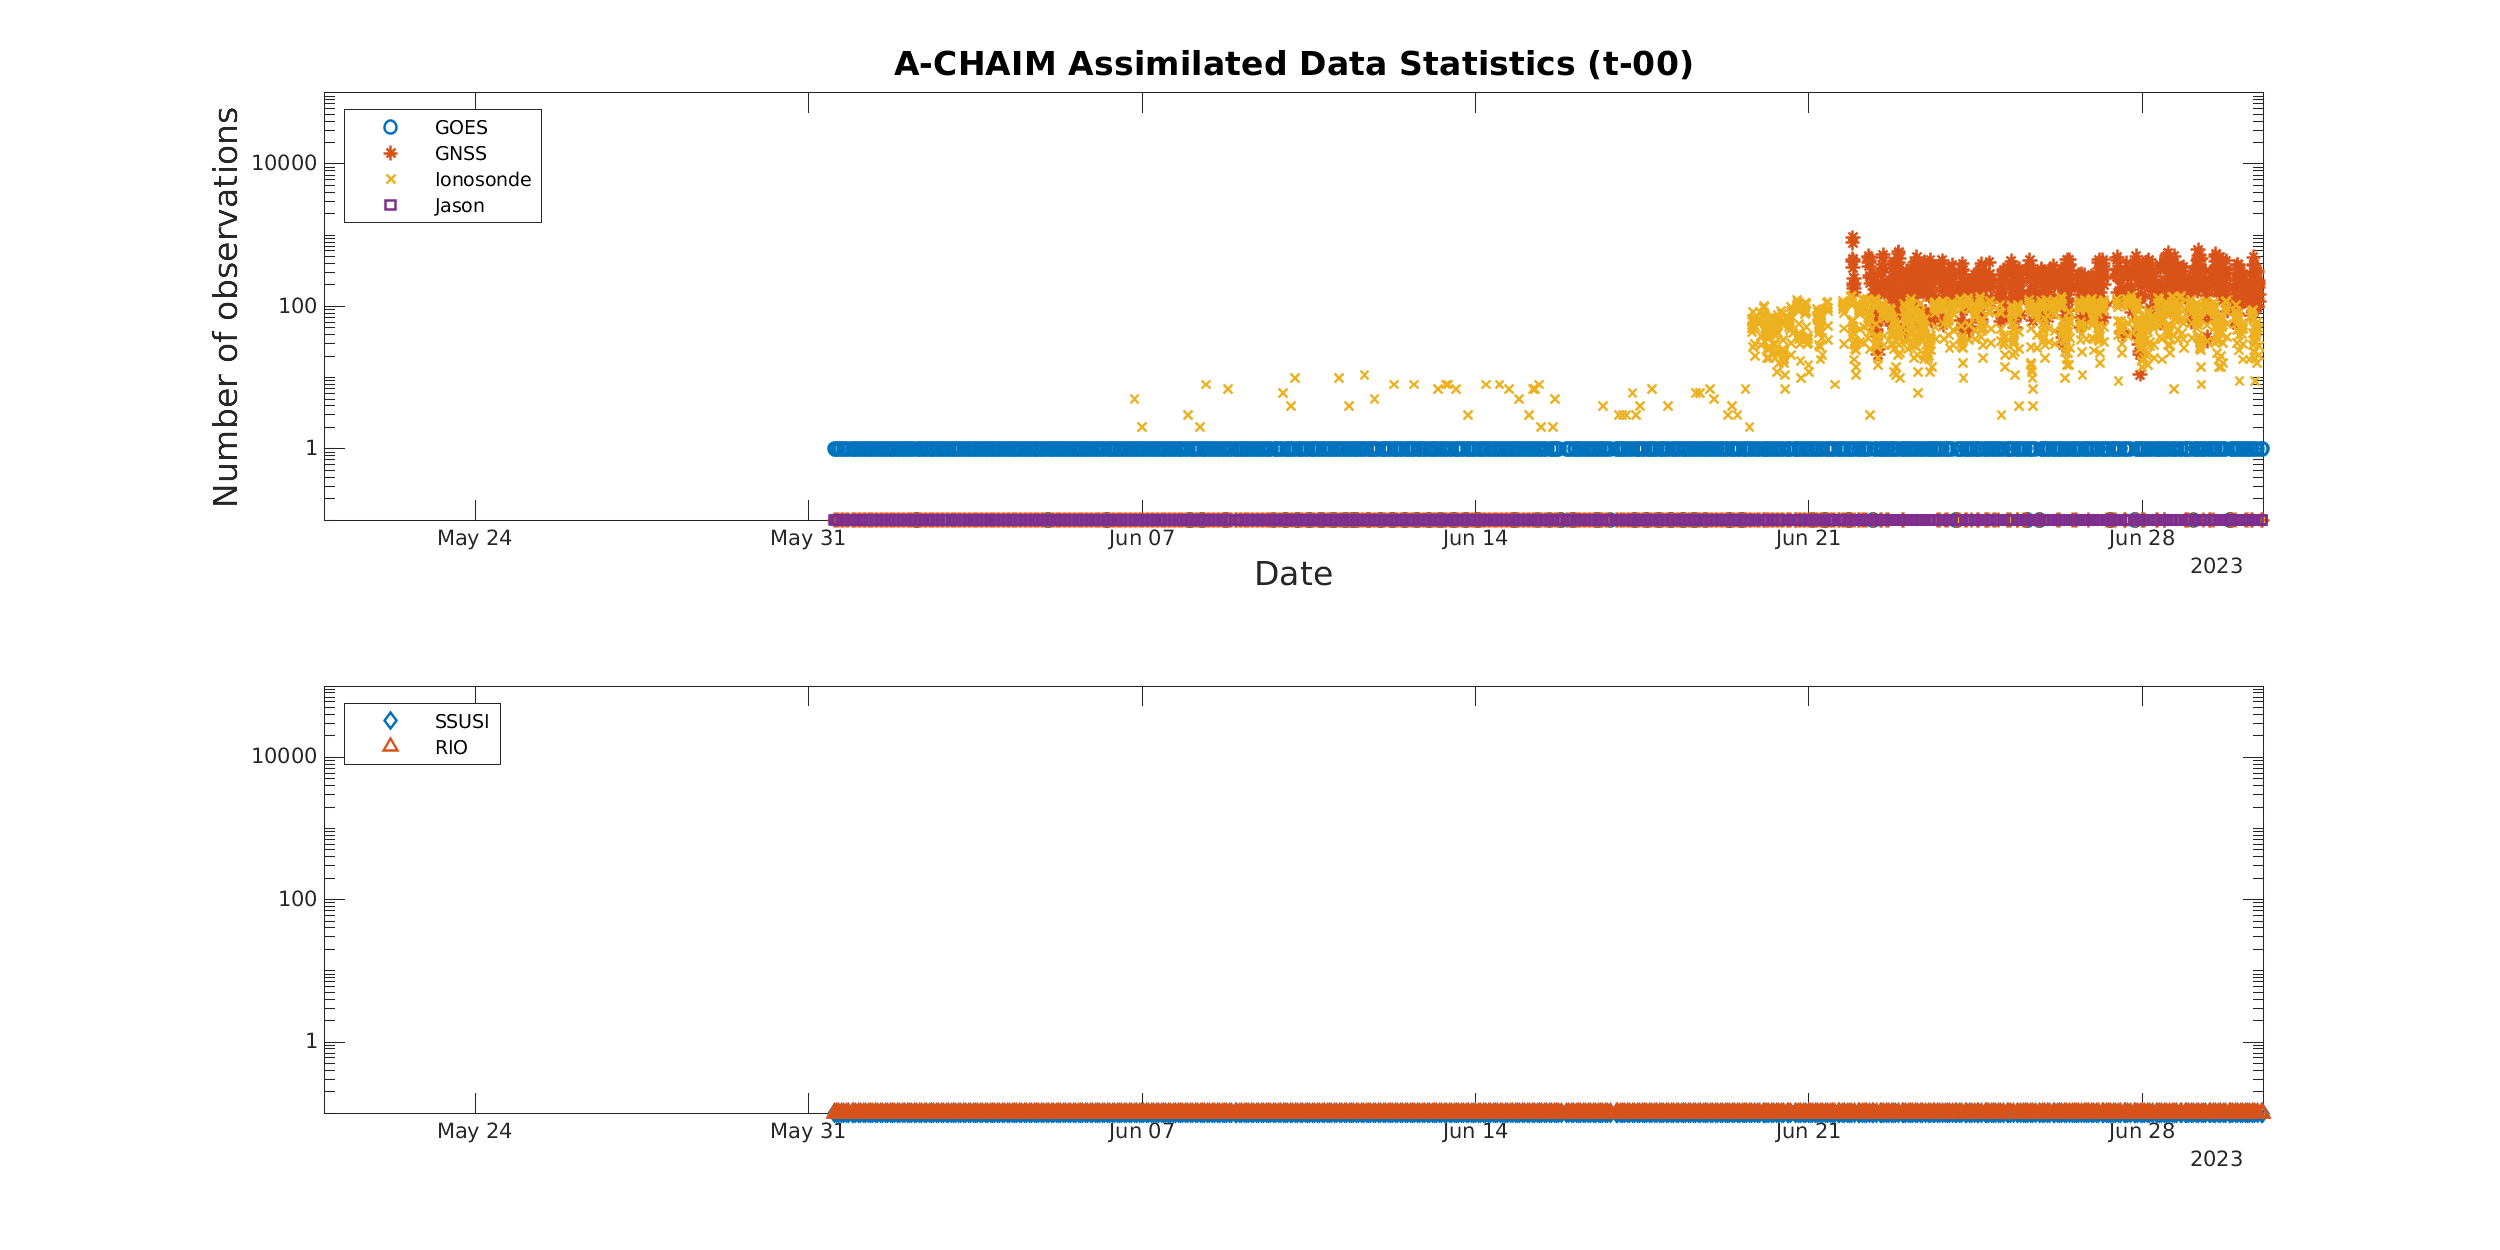 A-CHAIM Assimilated Data Statistics (t-00)
Number of observations
10000
100
1
GOES
GNSS
Ionosonde
Jason
May 24 May 31 Jun 07 Jun 14 Jun 21 Jun 28
2023
Date
10000
100
1
SSUSI
RIO
May 24 May 31 Jun 07 Jun 14 Jun 21 Jun 28
2023